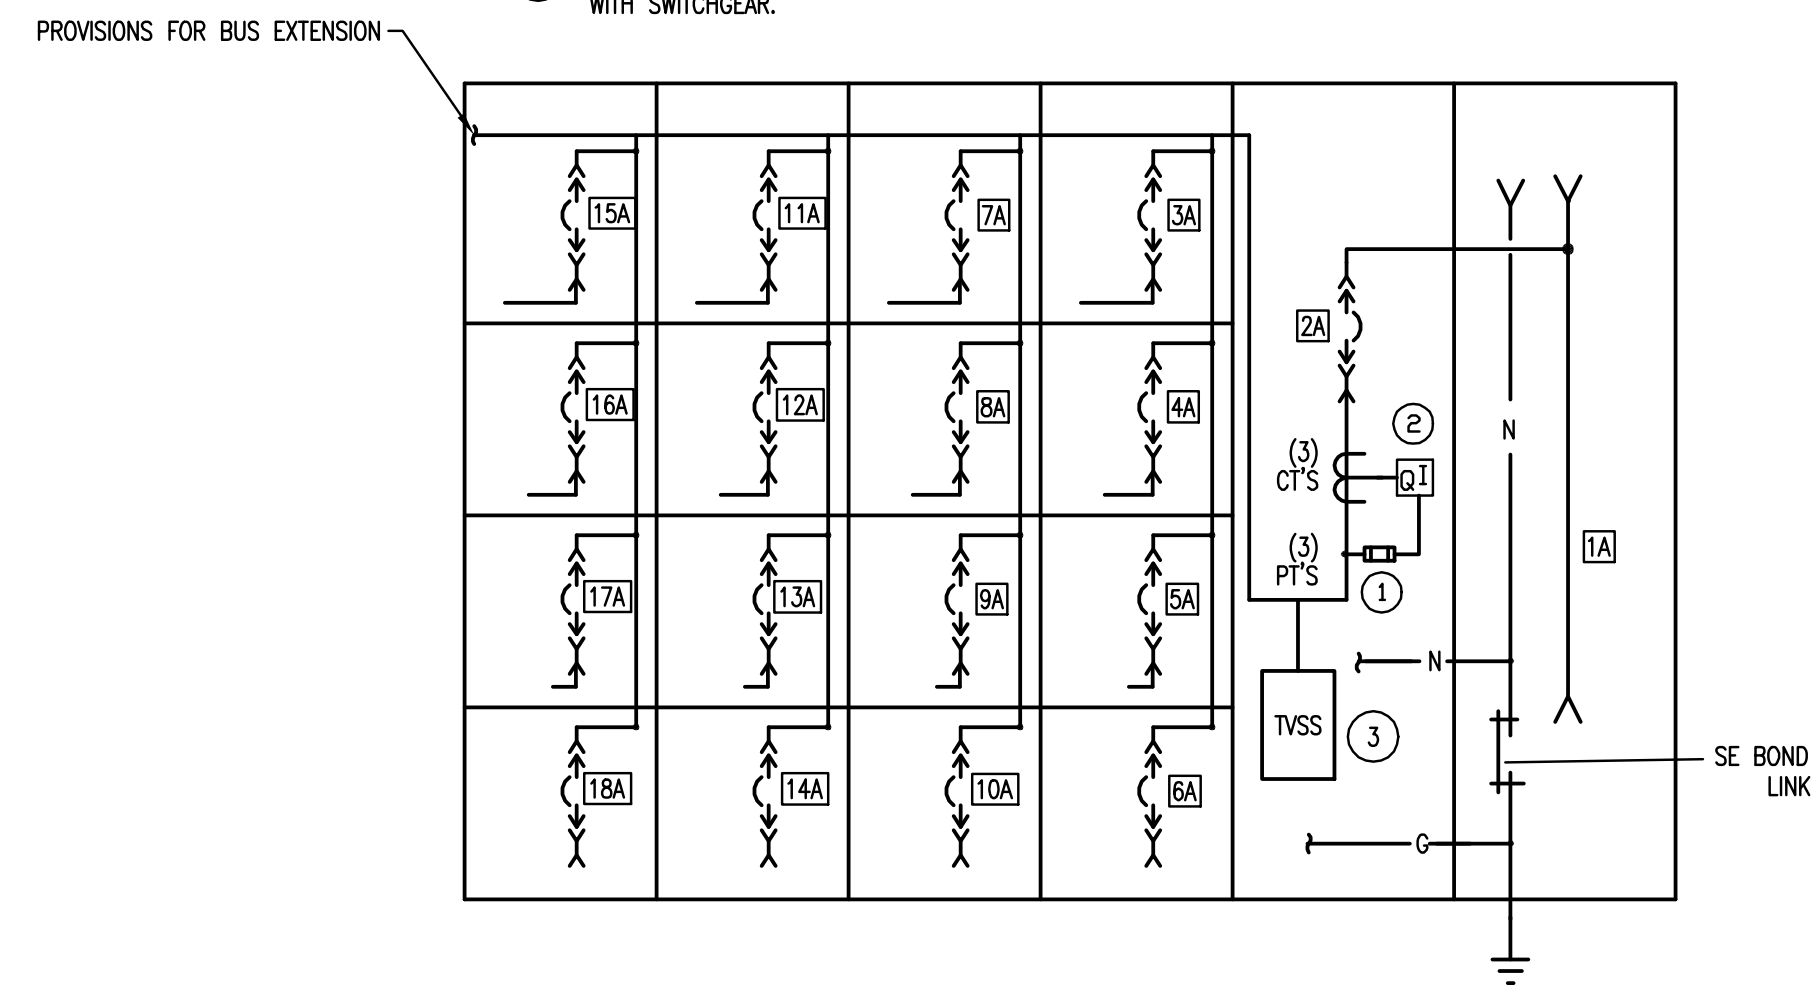 WITH SWITCHGEAR.
PROVISIONS FOR BUS EXTENSION
15A
11A
7A
3A
2A
16A
12A
8A
4A
2
N
(3)
CT'S
QI
(3)
PT'S
1A
17A
13A
9A
5A
1
N
TVSS
3
SE BOND
LINK
18A
14A
10A
6A
G